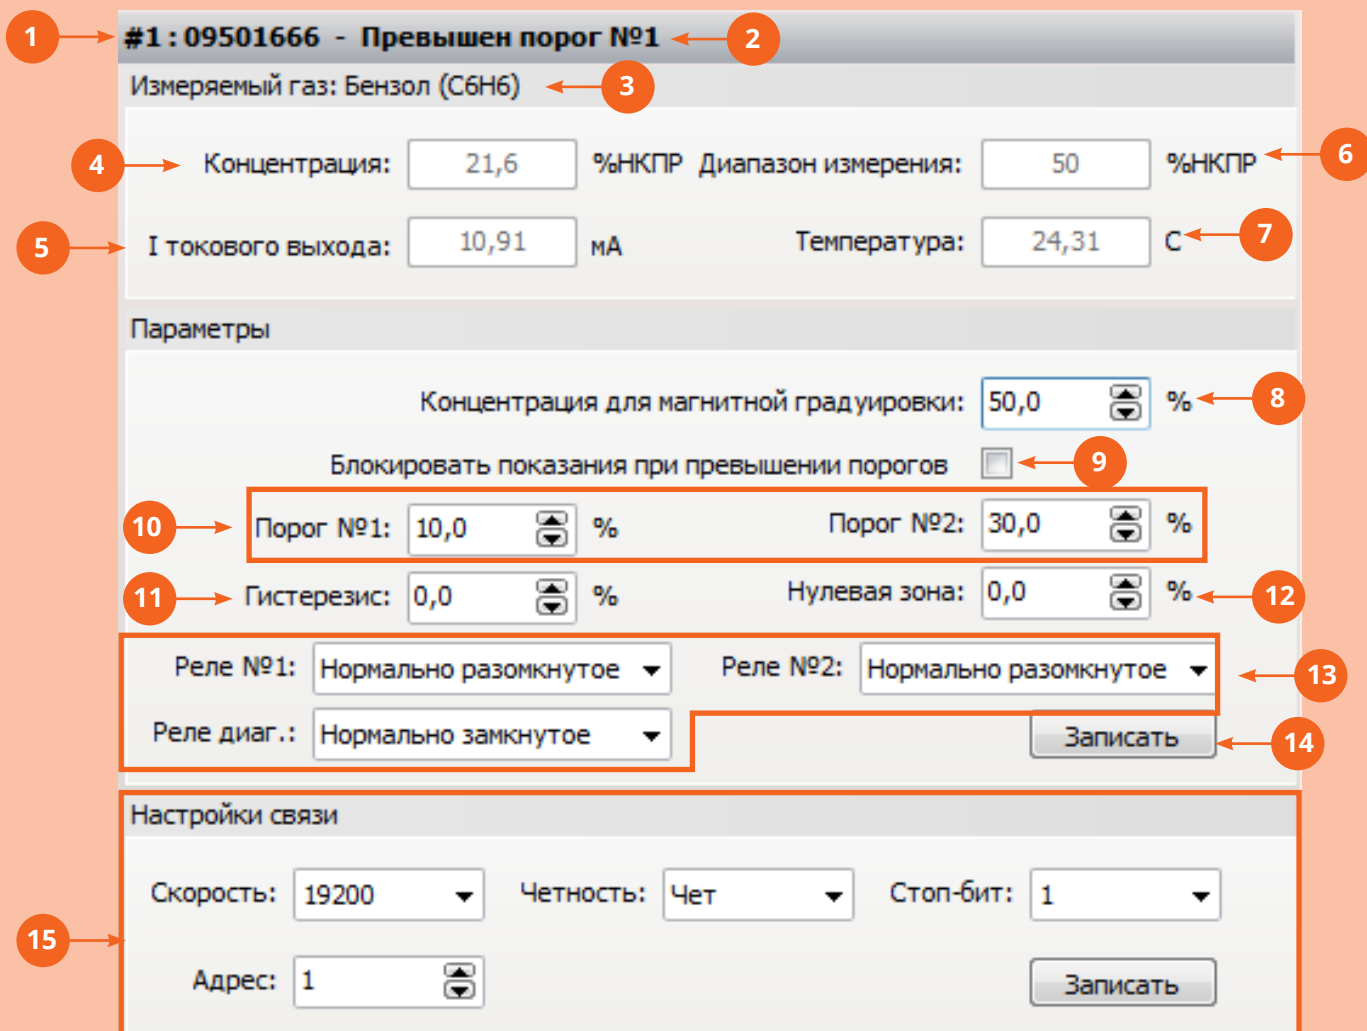 1 #1 : 09501666 - Превышен порог №1 2
Измеряемый газ: Бензол (C6H6) 3
4 Концентрация: 21,6 %НКПР Диапазон измерения: 50 %НКПР 6
5 I токового выхода: 10,91 мА Температура: 24,31 C 7
Параметры
Концентрация для магнитной градуировки: 50,0 % 8
Блокировать показания при превышении порогов 9
10 Порог №1: 10,0 % Порог №2: 30,0 %
11 Гистерезис: 0,0 % Нулевая зона: 0,0 % 12
Реле №1: Нормально разомкнутое Реле №2: Нормально разомкнутое 13
Реле диаг.: Нормально замкнутое Записать 14
Настройки связи
Скорость: 19200 Четность: Чет Стоп-бит: 1
15
Адрес: 1 Записать